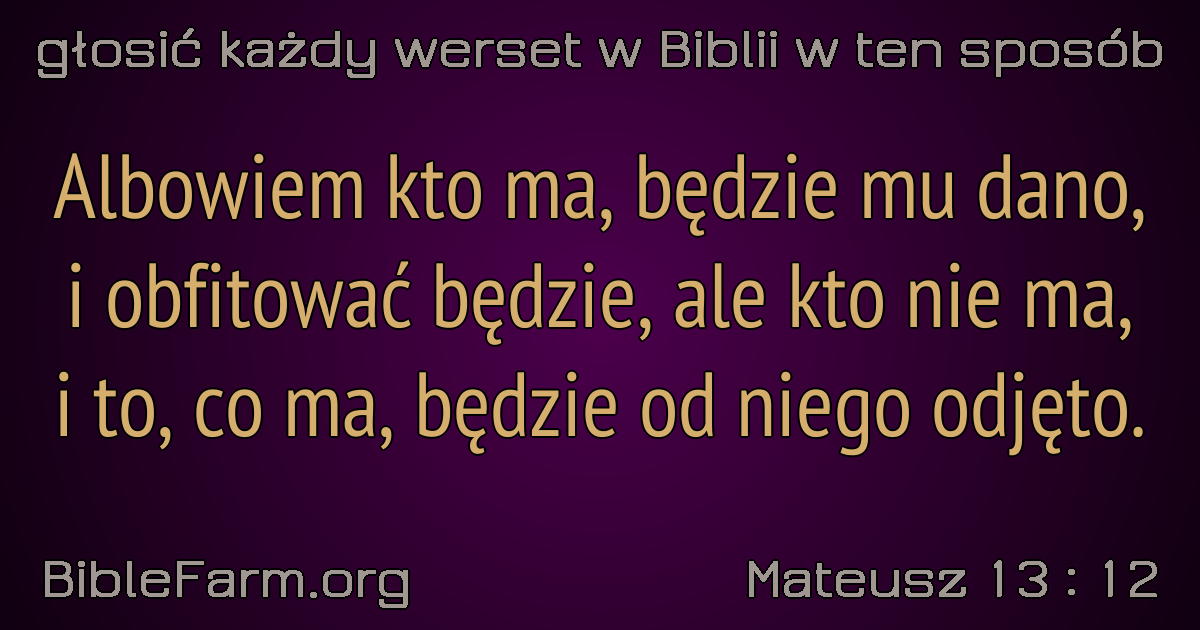 głosić każdy werset w Biblii w ten sposób
Albowiem kto ma, będzie mu dano,
i obfitować będzie, ale kto nie ma,
i to, co ma, będzie od niego odjęto.
BibleFarm.org
Mateusz 13 : 12